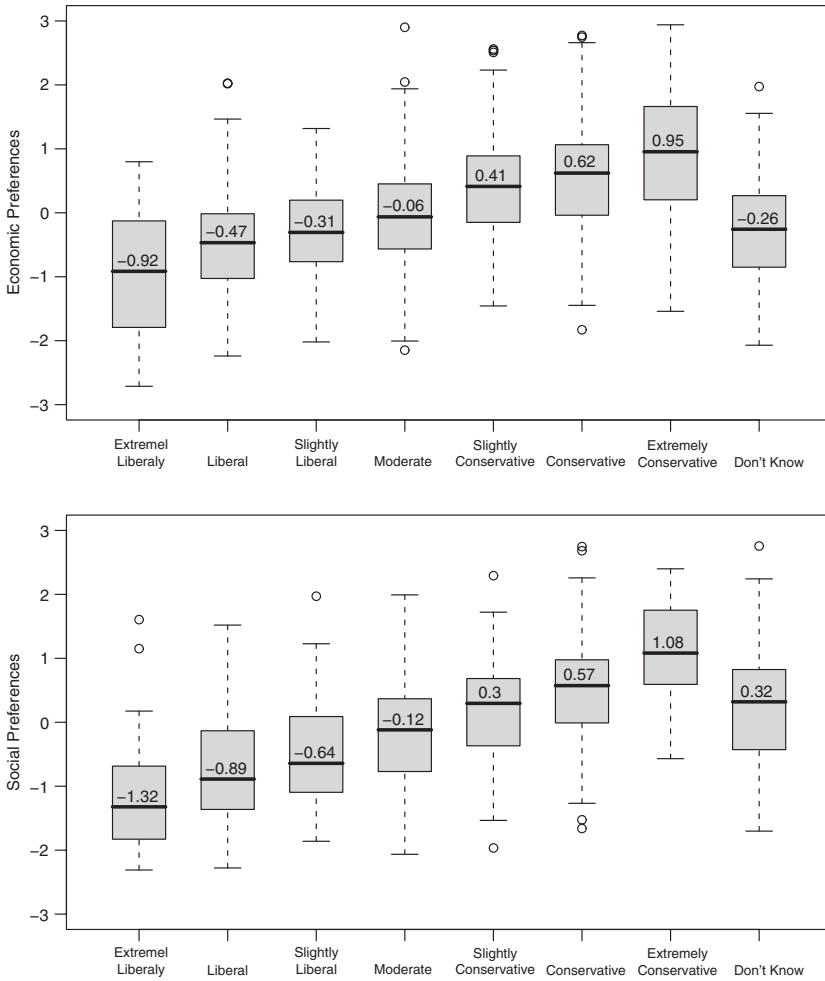 Economic Preferences
3
2
1
0
−1
−2
−3
−0.92
−0.47
−0.31
−0.06
0.41
0.62
0.95
−0.26
Extremel
Liberaly
Liberal
Slightly
Liberal
Moderate
Slightly
Conservative
Conservative
Extremely
Conservative
Don't Know
Social Preferences
3
2
1
0
−1
−2
−3
−1.32
−0.89
−0.64
−0.12
0.3
0.57
1.08
0.32
Extremel
Liberaly
Liberal
Slightly
Liberal
Moderate
Slightly
Conservative
Conservative
Extremely
Conservative
Don't Know